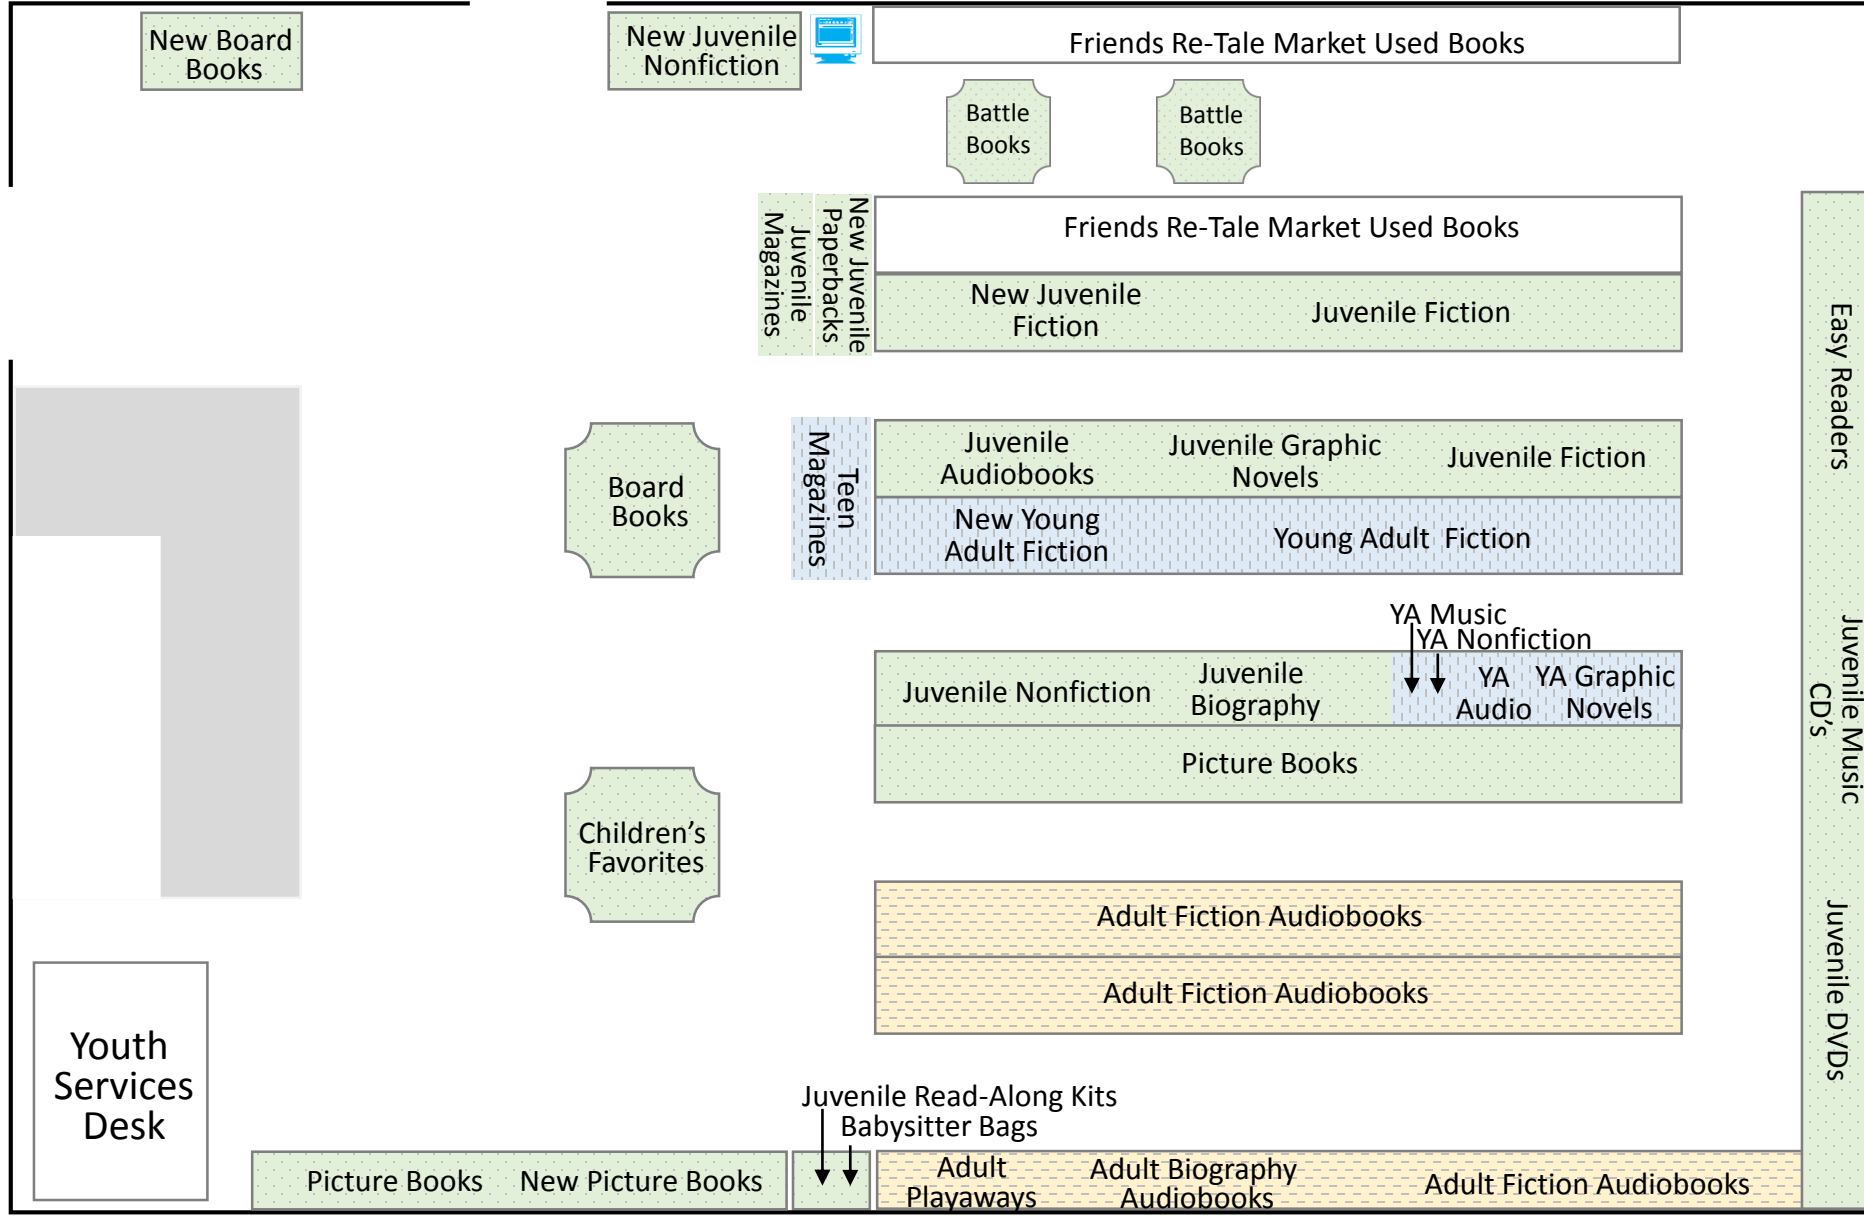 New Board
Books
New Juvenile
Nonfiction
Friends Re-Tale Market Used Books
Battle
Books
Battle
Books
Juvenile
Magazines
New Juvenile
Paperbacks
Friends Re-Tale Market Used Books
New Juvenile
Fiction
Juvenile Fiction
Easy Readers
Board
Books
Teen
Magazines
Juvenile
Audiobooks
Juvenile Graphic
Novels
Juvenile Fiction
New Young
Adult Fiction
Young Adult  Fiction
YA Music
YA Nonfiction
Juvenile Nonfiction
Juvenile
Biography
YA
Audio
YA Graphic
Novels
Picture Books
Juvenile Music
CD's
Children’s
Favorites
Adult Fiction Audiobooks
Adult Fiction Audiobooks
Juvenile DVDs
Youth
Services
Desk
Juvenile Read-Along Kits
Babysitter Bags
Picture Books
New Picture Books
Adult
Playaways
Adult Biography
Audiobooks
Adult Fiction Audiobooks